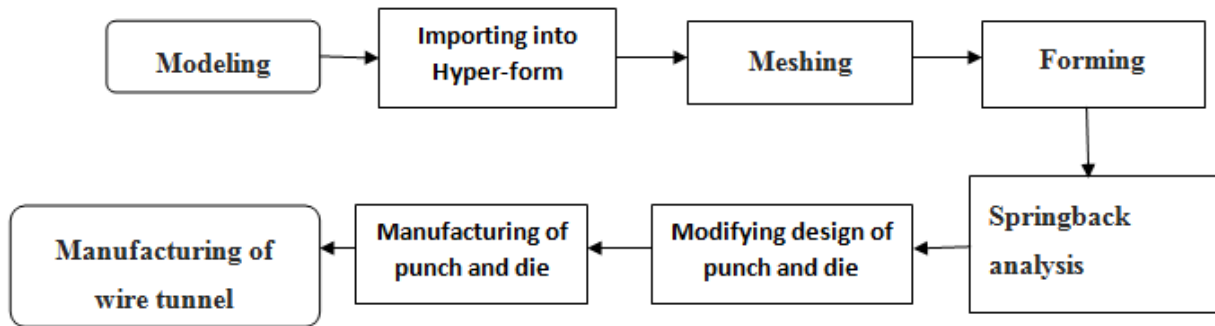 Modeling
Importing into
Hyper-form
Meshing
Forming
Springback
analysis
Modifying design of
punch and die
Manufacturing of
punch and die
Manufacturing of
wire tunnel